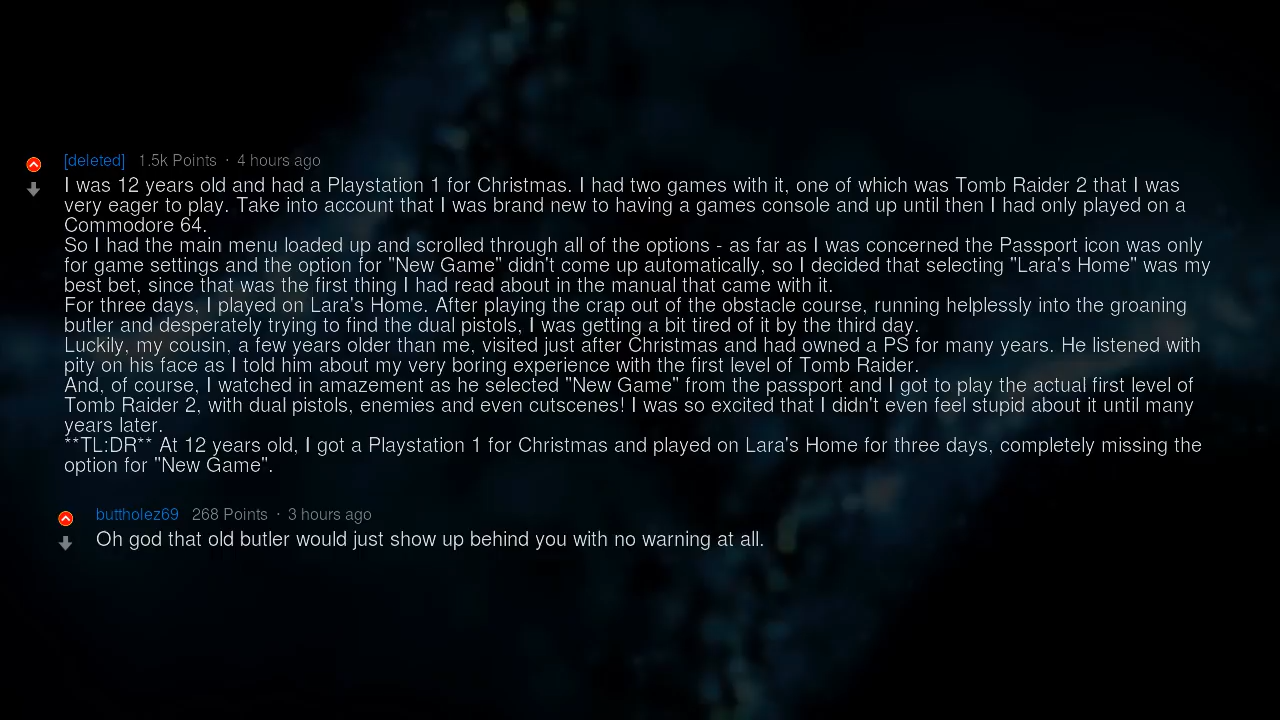 [deleted] 1.5k Points · 4 hours ago
I was 12 years old and had a Playstation 1 for Christmas. I had two games with it, one of which was Tomb Raider 2 that I was
very eager to play. Take into account that I was brand new to having a games console and up until then I had only played on a
Commodore 64.
So I had the main menu loaded up and scrolled through all of the options - as far as I was concerned the Passport icon was only
for game settings and the option for "New Game" didn't come up automatically, so I decided that selecting "Lara's Home" was my
best bet, since that was the first thing I had read about in the manual that came with it.
For three days, I played on Lara's Home. After playing the crap out of the obstacle course, running helplessly into the groaning
butler and desperately trying to find the dual pistols, I was getting a bit tired of it by the third day.
Luckily, my cousin, a few years older than me, visited just after Christmas and had owned a PS for many years. He listened with
pity on his face as I told him about my very boring experience with the first level of Tomb Raider.
And, of course, I watched in amazement as he selected "New Game" from the passport and I got to play the actual first level of
Tomb Raider 2, with dual pistols, enemies and even cutscenes! I was so excited that I didn't even feel stupid about it until many
years later.
**TL:DR** At 12 years old, I got a Playstation 1 for Christmas and played on Lara's Home for three days, completely missing the
option for "New Game".
buttholez69 268 Points · 3 hours ago
Oh god that old butler would just show up behind you with no warning at all.